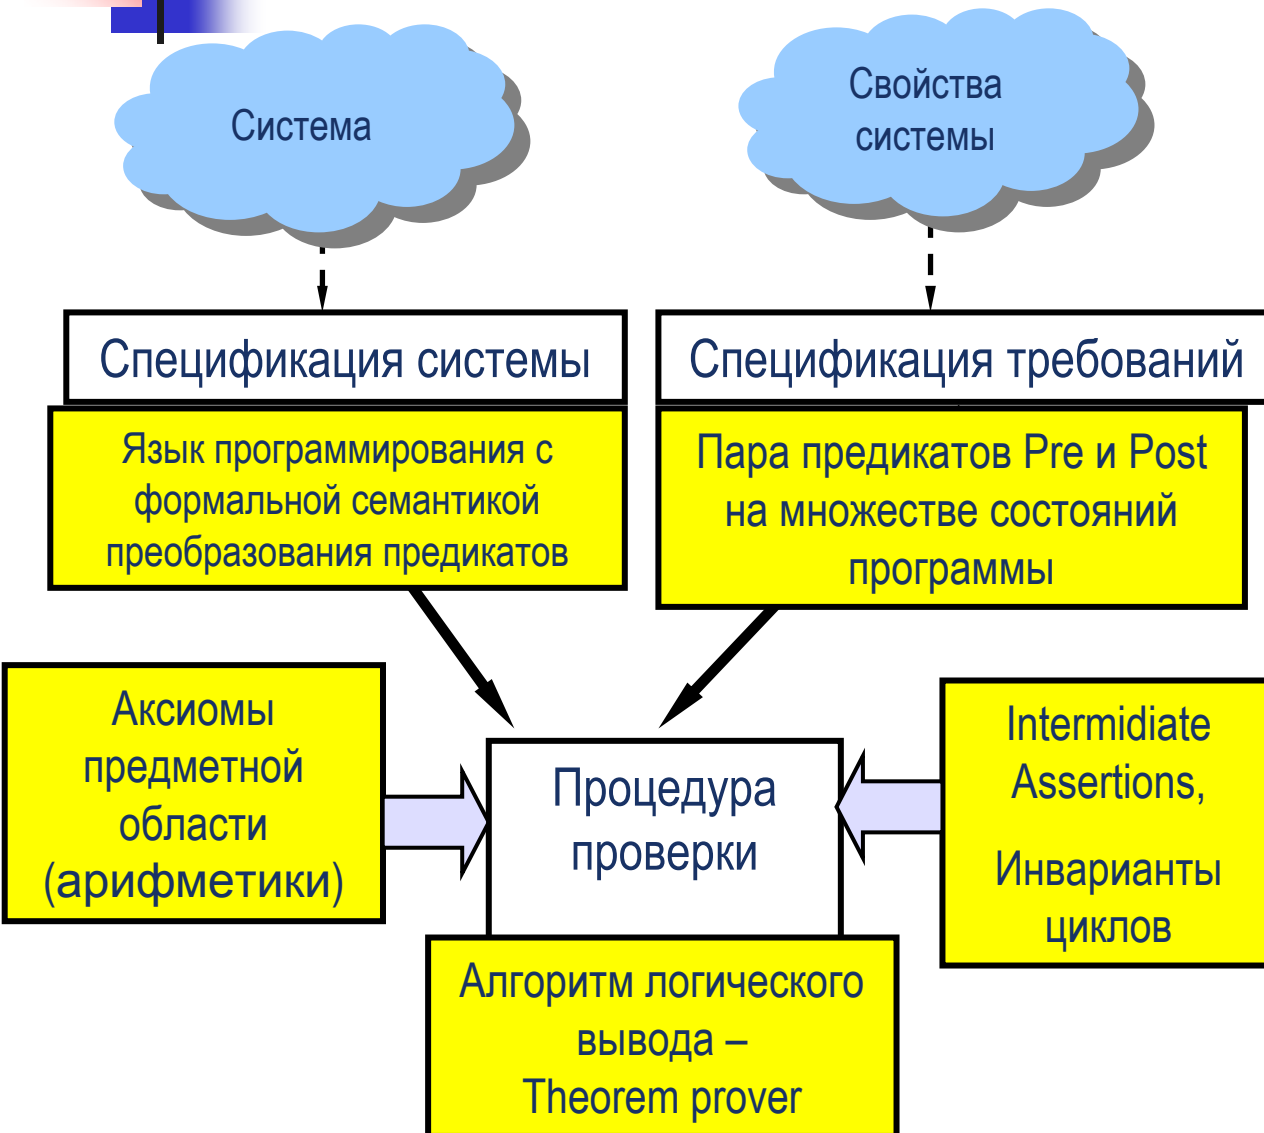 Система
Свойства
системы
Спецификация системы
Спецификация требований
Язык программирования с
формальной семантикой
преобразования предикатов
Пара предикатов Pre и Post
на множестве состояний
программы
Аксиомы
предметной
области
(арифметики)
Процедура
проверки
Intermidiate
Assertions,
Инварианты
циклов
Алгоритм логического
вывода –
Theorem prover